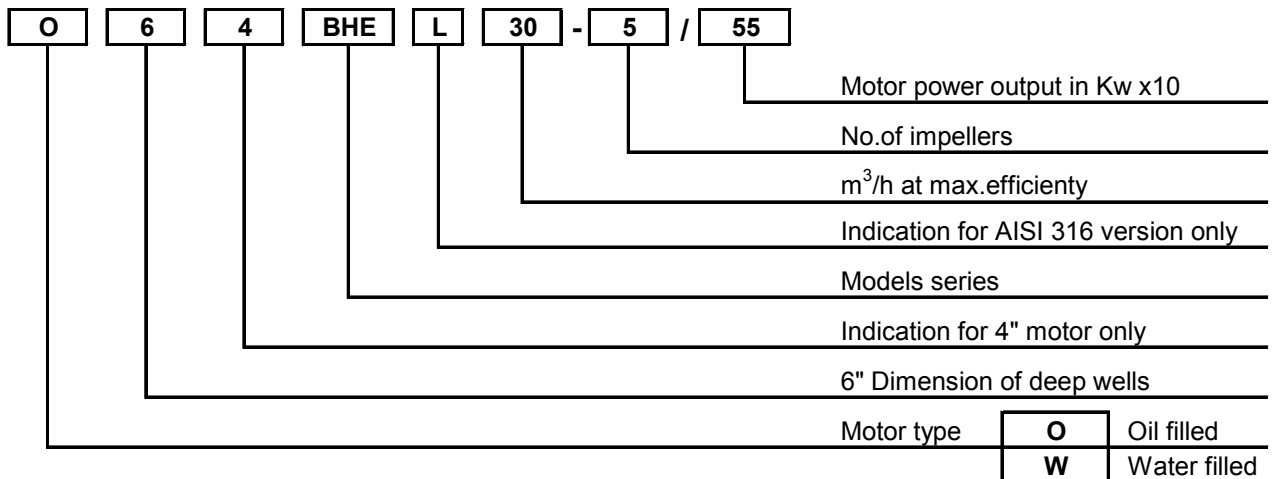 O 6 4 BHE L 30 - 5 / 55
Motor power output in Kw x10
No.of impellers
m³/h at max.efficienty
Indication for AISI 316 version only
Models series
Indication for 4" motor only
6" Dimension of deep wells
Motor type O Oil filled
W Water filled